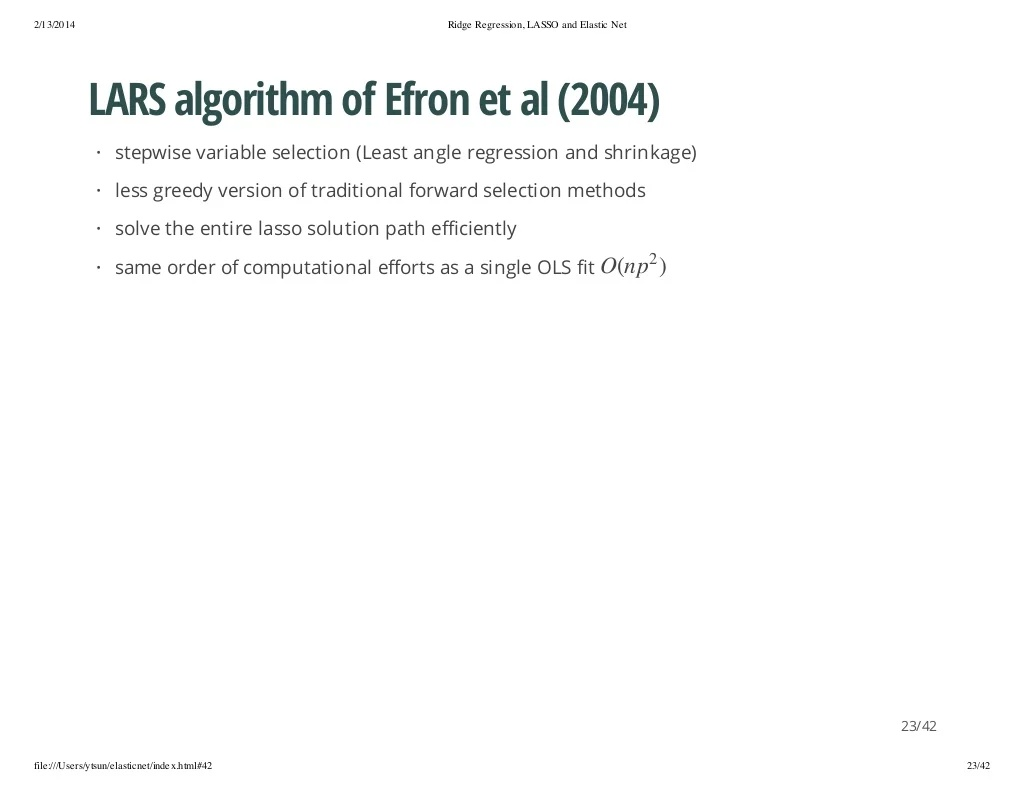 2/13/2014 Ridge Regression, LASSO and Elastic Net
LARS algorithm of Efron et al (2004)
· stepwise variable selection (Least angle regression and shrinkage)
· less greedy version of traditional forward selection methods
· solve the entire lasso solution path efficiently
· same order of computational efforts as a single OLS fit O(np²)
23/42
file:///Users/ytsun/elasticnet/index.html#42 23/42